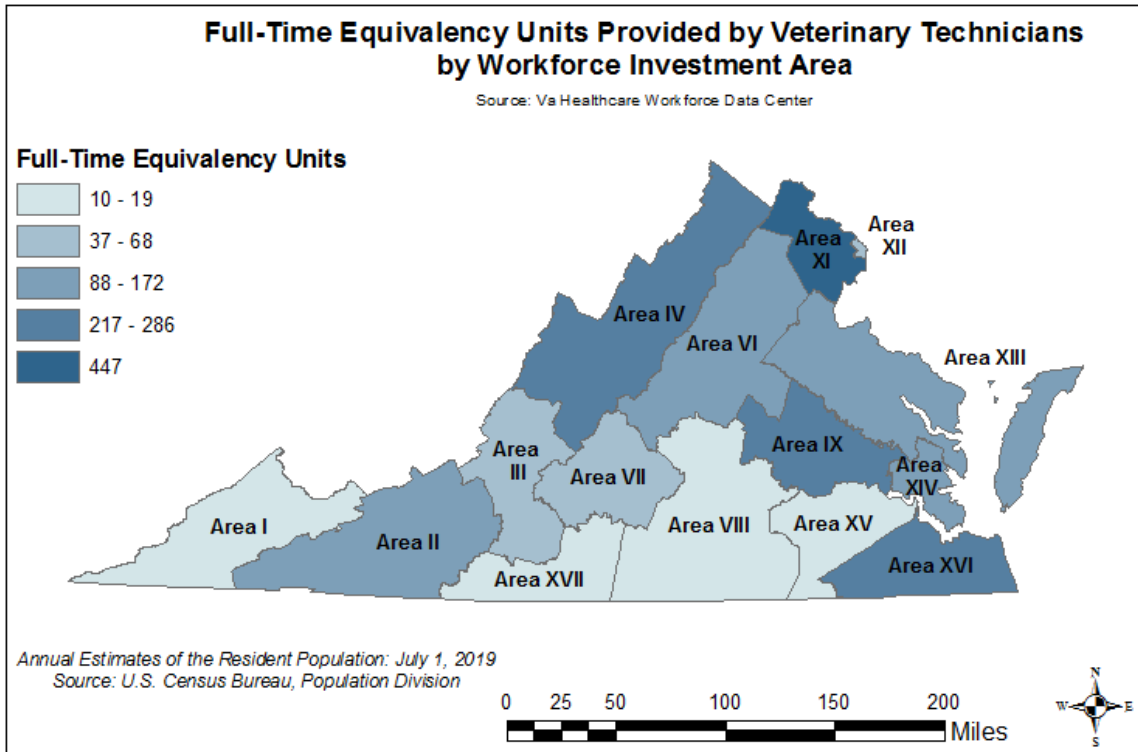 Full-Time Equivalency Units Provided by Veterinary Technicians
by Workforce Investment Area
Source: Va Healthcare Workforce Data Center
Full-Time Equivalency Units
10 - 19
37 - 68
88 - 172
217 - 286
447
Area
XII
Area
XI
Area IV
Area VI
Area XIII
Area IX
Area
III
Area VII
Area
XIV
Area I
Area II
Area VIII
Area XV
Area XVII
Area XVI
Annual Estimates of the Resident Population: July 1, 2019
Source: U.S. Census Bureau, Population Division
0 25 50 100 150 200
Miles
N
W E
S